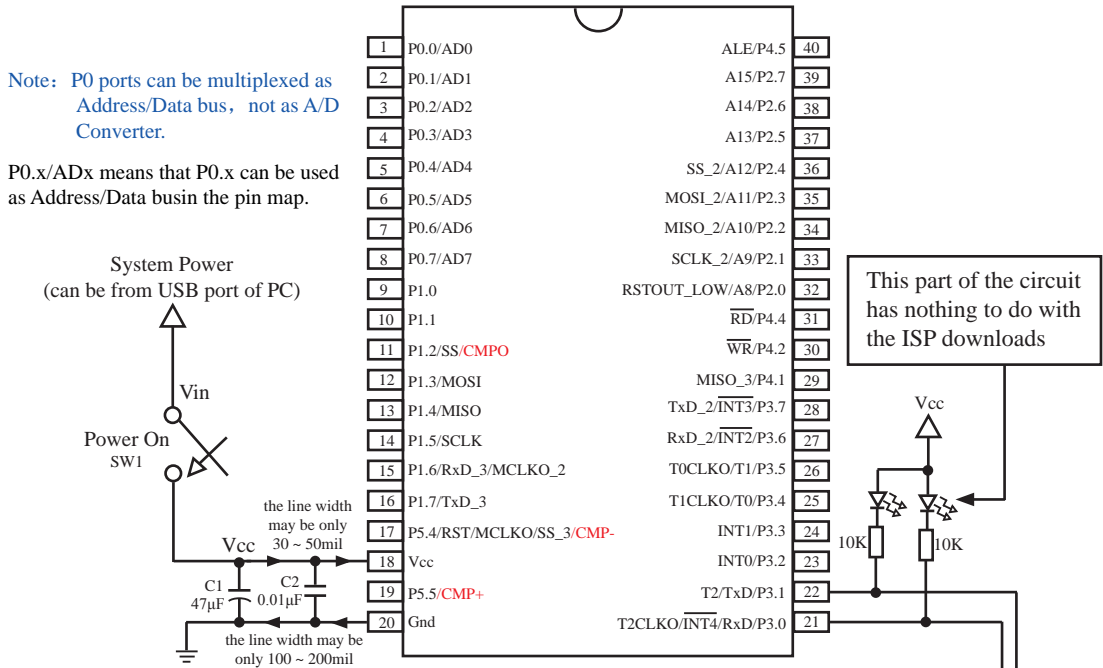 Note： P0 ports can be multiplexed as
Address/Data bus，not as A/D
Converter.
P0.x/ADx means that P0.x can be used
as Address/Data busin the pin map.
System Power
(can be from USB port of PC)
Vin
Power On
SW1
the line width
may be only
30 ~ 50mil
Vcc
C1
47μF
C2
0.01μF
the line width may be
only 100 ~ 200mil
1 P0.0/AD0
2 P0.1/AD1
3 P0.2/AD2
4 P0.3/AD3
5 P0.4/AD4
6 P0.5/AD5
7 P0.6/AD6
8 P0.7/AD7
9 P1.0
10 P1.1
11 P1.2/SS/CMPO
12 P1.3/MOSI
13 P1.4/MISO
14 P1.5/SCLK
15 P1.6/RxD_3/MCLKO_2
16 P1.7/TxD_3
17 P5.4/RST/MCLKO/SS_3/CMP-
18 Vcc
19 P5.5/CMP+
20 Gnd
ALE/P4.5 40
A15/P2.7 39
A14/P2.6 38
A13/P2.5 37
SS_2/A12/P2.4 36
MOSI_2/A11/P2.3 35
MISO_2/A10/P2.2 34
SCLK_2/A9/P2.1 33
RSTOUT_LOW/A8/P2.0 32
RD/P4.4 31
WR/P4.2 30
MISO_3/P4.1 29
TxD_2/INT3/P3.7 28
RxD_2/INT2/P3.6 27
T0CLKO/T1/P3.5 26
T1CLKO/T0/P3.4 25
INT1/P3.3 24
INT0/P3.2 23
T2/TxD/P3.1 22
T2CLKO/INT4/RxD/P3.0 21
This part of the circuit
has nothing to do with
the ISP downloads
Vcc
10K
10K